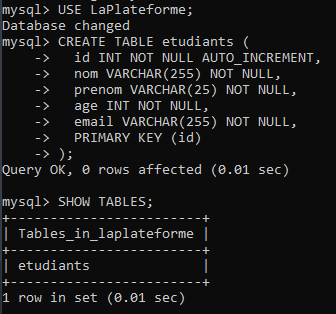 mysql> USE LaPlateforme;
Database changed
mysql> CREATE TABLE etudiants (
    ->   id INT NOT NULL AUTO_INCREMENT,
    ->   nom VARCHAR(255) NOT NULL,
    ->   prenom VARCHAR(25) NOT NULL,
    ->   age INT NOT NULL,
    ->   email VARCHAR(255) NOT NULL,
    ->   PRIMARY KEY (id)
    -> );
Query OK, 0 rows affected (0.01 sec)

mysql> SHOW TABLES;
+------------------------+
| Tables_in_laplateforme |
+------------------------+
| etudiants              |
+------------------------+
1 row in set (0.01 sec)